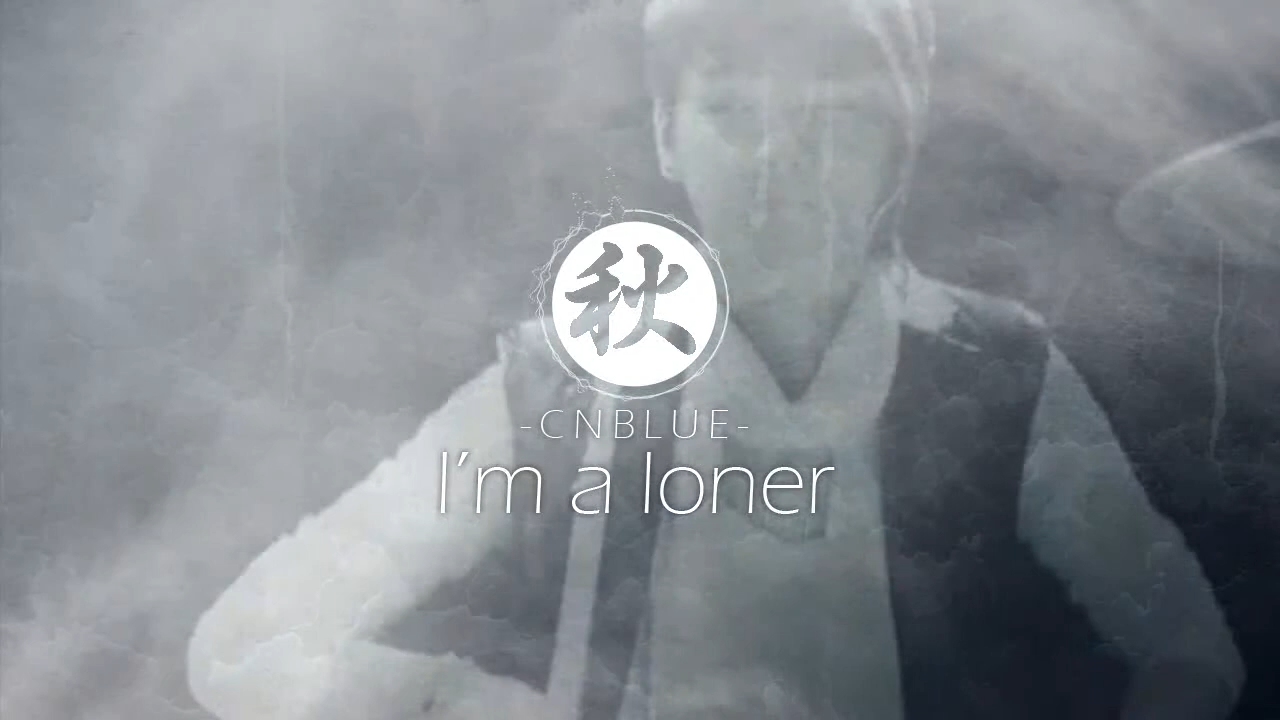 秋
-CNBLUE-
I'm a loner